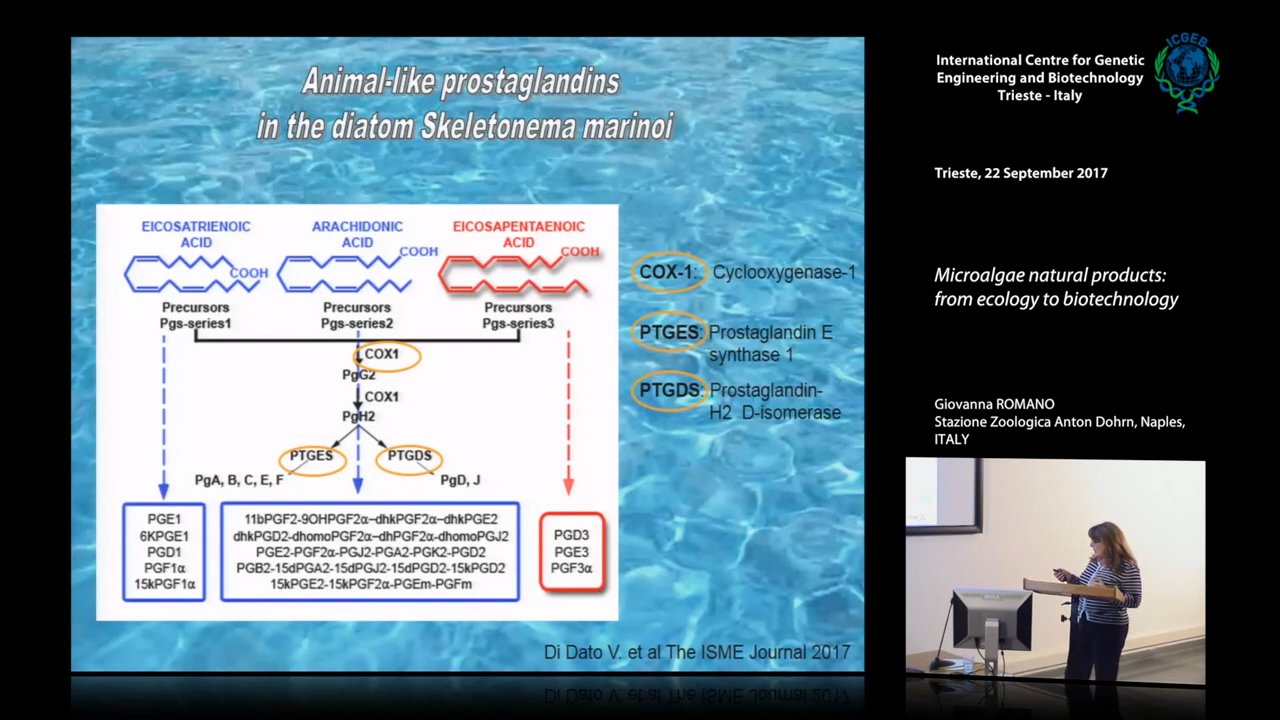 Animal-like prostaglandins
in the diatom Skeletonema marinoi
EICOSATRIENOIC
ACID
ARACHIDONIC
ACID
EICOSAPENTAENOIC
ACID
COOH
COOH
COOH
Precursors
Pgs-series1
Precursors
Pgs-series2
Precursors
Pgs-series3
COX1
PgG2
COX1
PgH2
PTGES
PTGDS
PgA, B, C, E, F
PgD, J
PGE1
6KPGE1
PGD1
PGF1α
15kPGF1α
11bPGF2-9OHPGF2α–dhkPGF2α–dhkPGE2
dhkPGD2-dhomoPGF2α–dhPGF2α-dhomoPGJ2
PGE2-PGF2α-PGJ2-PGA2-PGK2-PGD2
PGB2-15dPGA2-15dPGJ2-15dPGD2-15kPGD2
15kPGE2-15kPGF2α-PGEm-PGFm
PGD3
PGE3
PGF3α
COX-1: Cyclooxygenase-1
PTGES: Prostaglandin E
synthase 1
PTGDS: Prostaglandin-
H2 D-isomerase
Di Dato V. et al The ISME Journal 2017
International Centre for Genetic
Engineering and Biotechnology
Trieste - Italy
ICGEB
Trieste, 22 September 2017
Microalgae natural products:
from ecology to biotechnology
Giovanna ROMANO
Stazione Zoologica Anton Dohrn, Naples,
ITALY